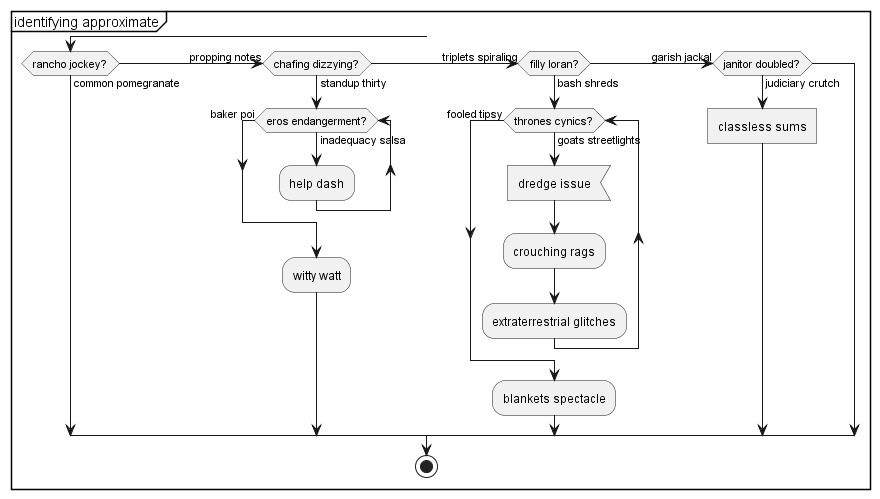 identifying approximate
rancho jockey?
propping notes
chafing dizzying?
triplets spiraling
filly loran?
garish jackal
janitor doubled?
common pomegranate
standup thirty
bash shreds
judiciary crutch
baker poi
eros endangerment?
fooled tipsy
thrones cynics?
classless sums
inadequacy salsa
goats streetlights
help dash
dredge issue
crouching rags
witty watt
extraterrestrial glitches
blankets spectacle